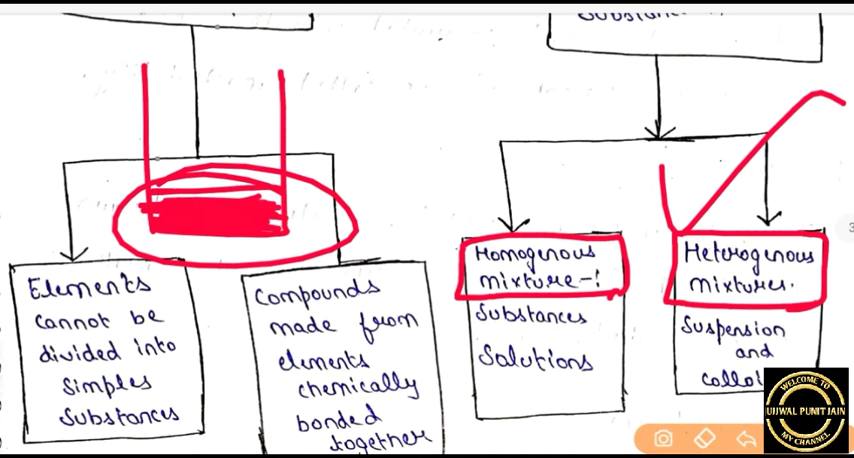 Elements
cannot be
divided into
simples
substances
Compounds
made from
elements
chemically
bonded
together
Homogenous
mixture-:
Substances
Solutions
Heterogenous
mixtures.
Suspension
and
WELCOME TO
UJJWAL PUNIT JAIN
MY CHANNEL
3